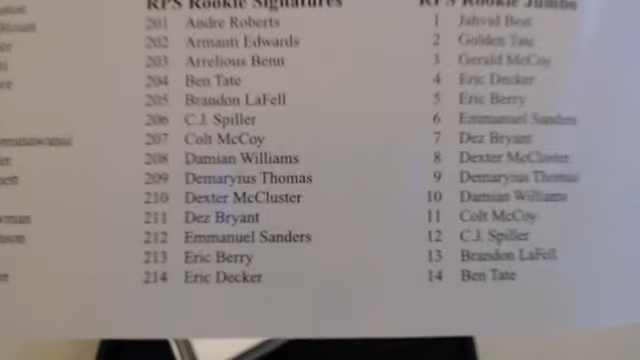 RPS Rookie Signatures
201 Andre Roberts
202 Armanti Edwards
203 Arrelious Benn
204 Ben Tate
205 Brandon LaFell
206 C.J. Spiller
207 Colt McCoy
208 Damian Williams
209 Demaryius Thomas
210 Dexter McCluster
211 Dez Bryant
212 Emmanuel Sanders
213 Eric Berry
214 Eric Decker
RPS Rookie Jumbo
1 Jahvid Best
2 Golden Tate
3 Gerald McCoy
4 Eric Decker
5 Eric Berry
6 Emmanuel Sanders
7 Dez Bryant
8 Dexter McCluster
9 Demaryius Thomas
10 Damian Williams
11 Colt McCoy
12 C.J. Spiller
13 Brandon LaFell
14 Ben Tate